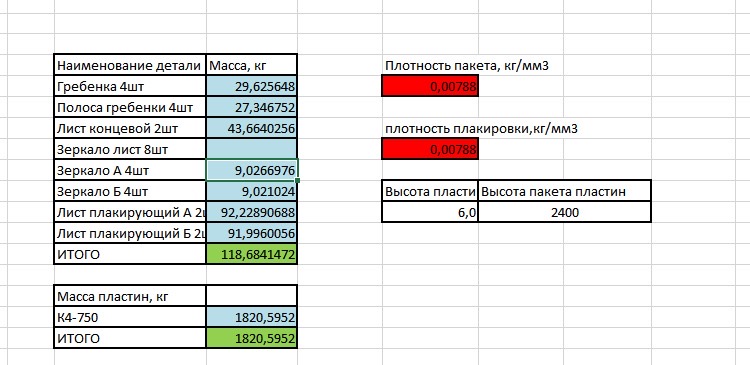 Наименование детали Масса, кг Плотность пакета, кг/мм3
Гребенка 4шт 29,625648 0,00788
Полоса гребенки 4шт 27,346752
Лист концевой 2шт 43,6640256 плотность плакировки,кг/мм3
Зеркало лист 8шт 0,00788
Зеркало А 4шт 9,0266976
Зеркало Б 4шт 9,021024 Высота пласти Высота пакета пластин
Лист плакирующий А 2ш 92,22890688 6,0 2400
Лист плакирующий Б 2ш 91,9960056
ИТОГО 118,6841472
Масса пластин, кг
К4-750 1820,5952
ИТОГО 1820,5952